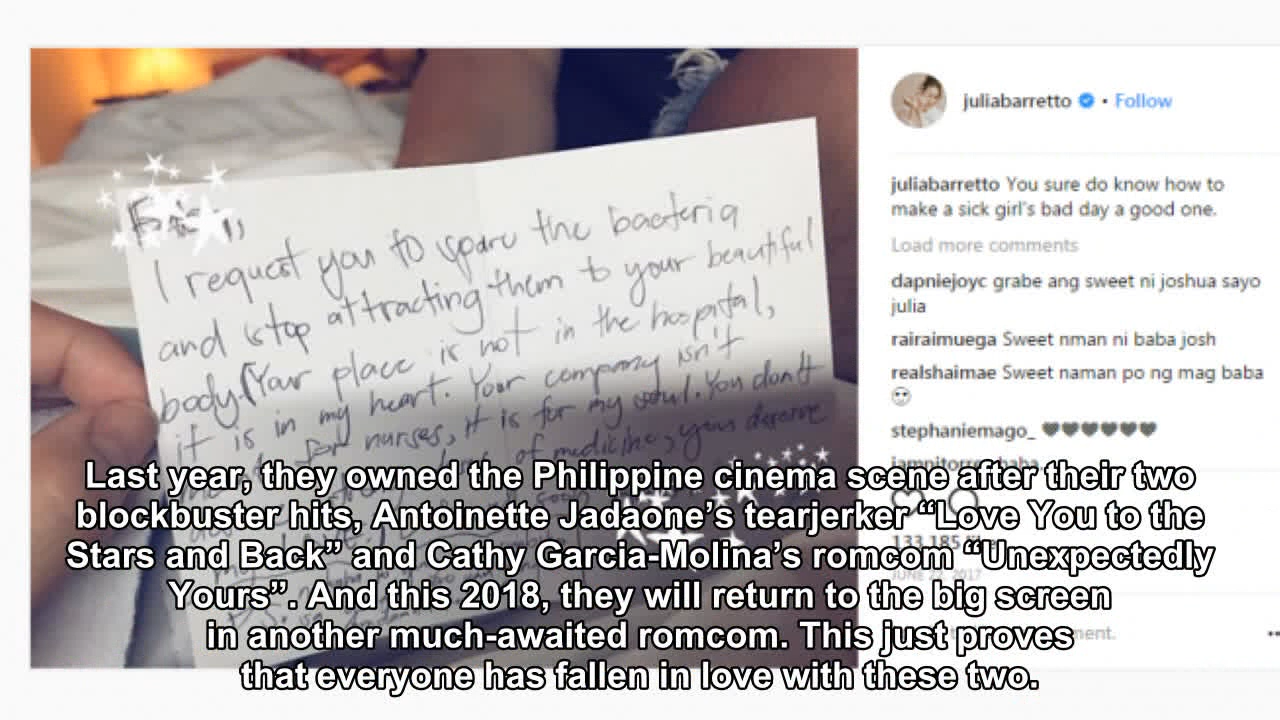 I request you to spare the bacteria
and stop attracting them to your beautiful
body. Your place is not in the hospital,
it is in my heart. Your company isn't
for nurses, it is for my soul. You don't
of medicine, you deserve
juliabarretto • Follow
juliabarretto You sure do know how to
make a sick girl's bad day a good one.
Load more comments
dapniejoyc grabe ang sweet ni joshua sayo
julia
rairaimuega Sweet nman ni baba josh
realshaimae Sweet naman po ng mag baba
stephaniemago_ ♥♥♥♥♥♥
JUNE 2017
Last year, they owned the Philippine cinema scene after their two
blockbuster hits, Antoinette Jadaone’s tearjerker “Love You to the
Stars and Back” and Cathy Garcia-Molina’s romcom “Unexpectedly
Yours”. And this 2018, they will return to the big screen
in another much-awaited romcom. This just proves
that everyone has fallen in love with these two.